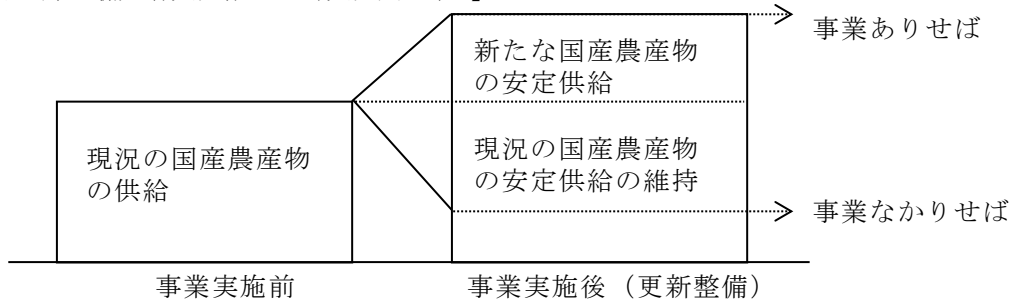 事業ありせば
新たな国産農産物
の安定供給
現況の国産農産物
の供給
現況の国産農産物
の安定供給の維持
事業なかりせば
事業実施前
事業実施後（更新整備）